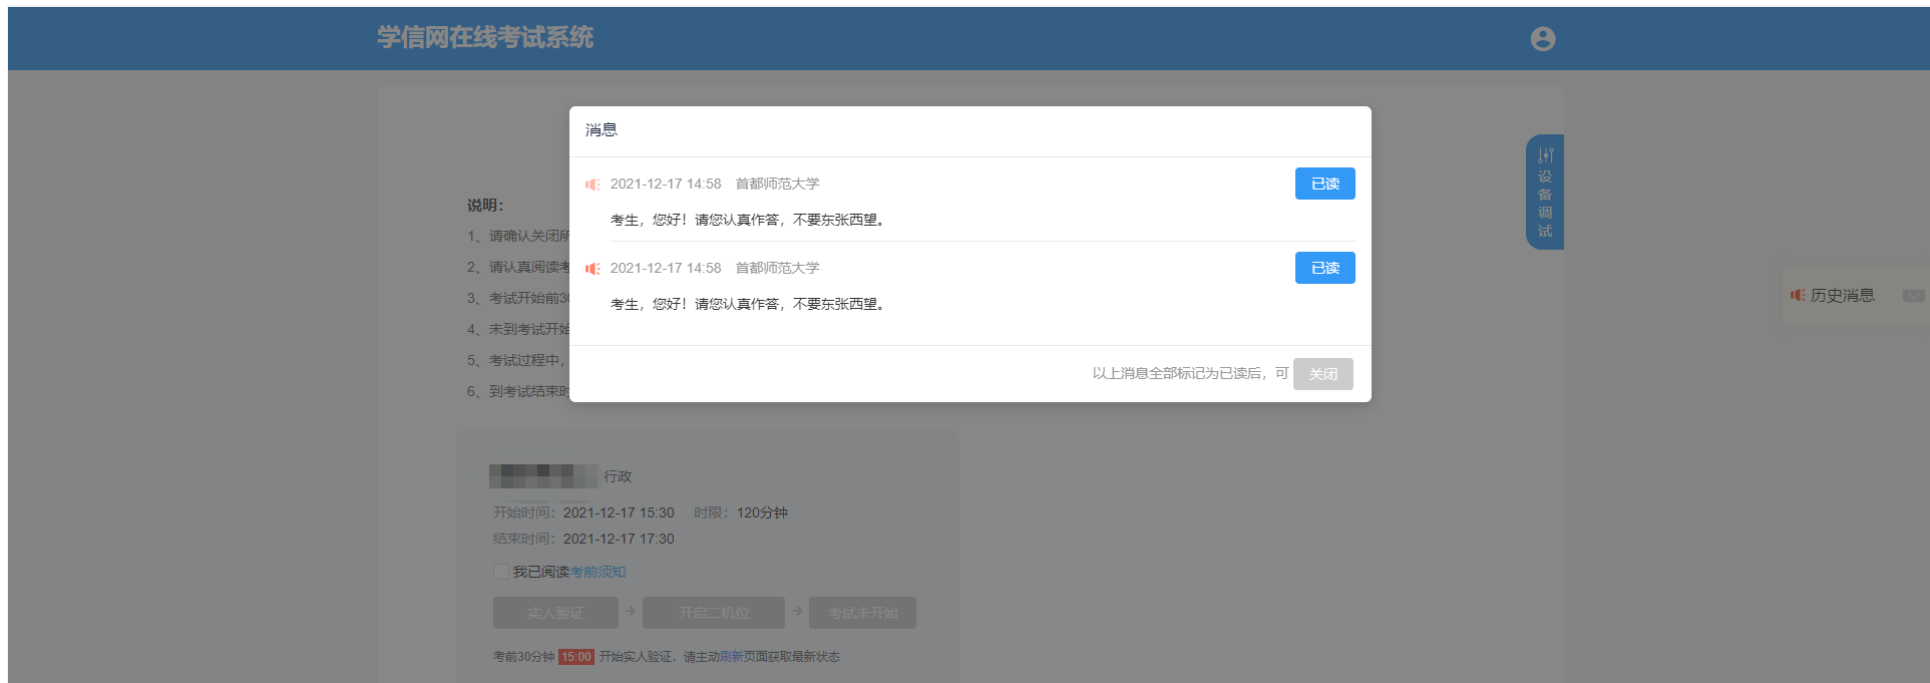 学信网在线考试系统
消息
2021-12-17 14:58 首都师范大学 已读
考生，您好！请您认真作答，不要东张西望。
2021-12-17 14:58 首都师范大学 已读
考生，您好！请您认真作答，不要东张西望。
以上消息全部标记为已读后，可 关闭
设备调试
历史消息
说明：
1、请确认关闭所
2、请认真阅读考
3、考试开始前30
4、未到考试开始
5、考试过程中，
6、到考试结束时
行政
开始时间：2021-12-17 15:30 时限：120分钟
结束时间：2021-12-17 17:30
我已阅读考前须知
实人验证 → 开启二机位 → 考试未开始
考前30分钟 15:00 开始实人验证，请主动刷新页面获取最新状态